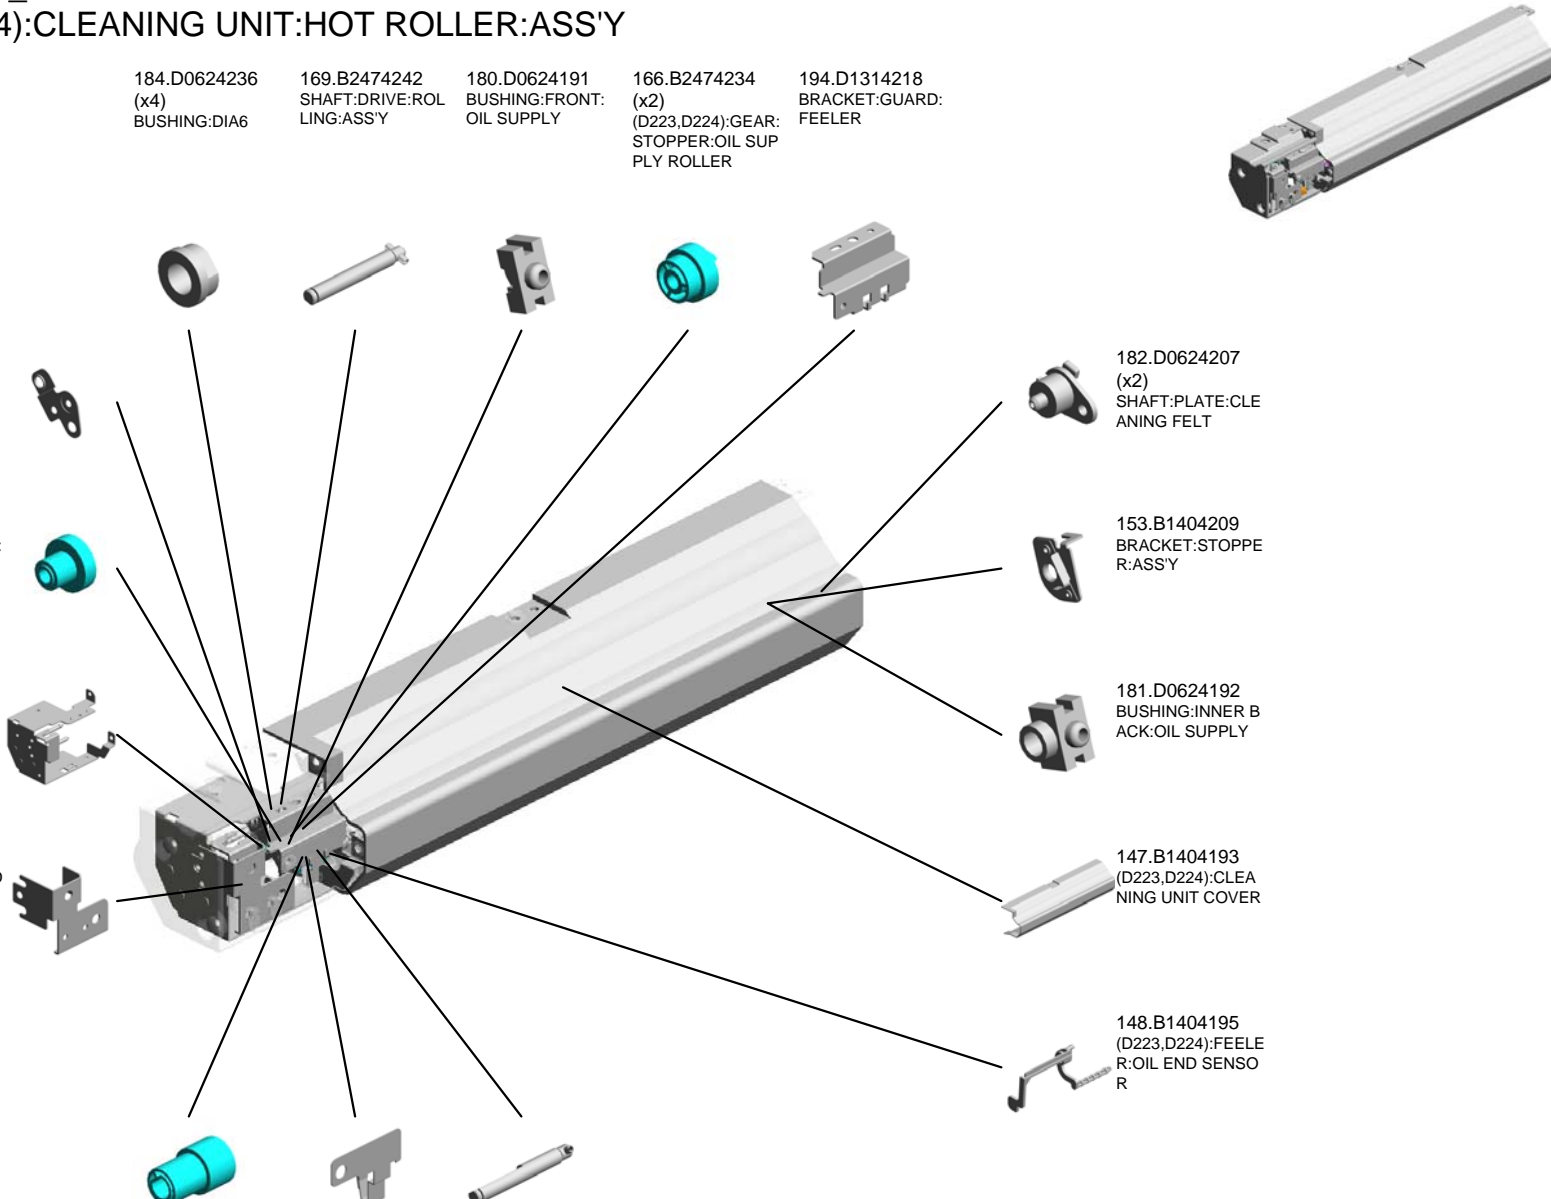 4):CLEANING UNIT:HOT ROLLER:ASS'Y
184.D0624236
(x4)
BUSHING:DIA6
169.B2474242
SHAFT:DRIVE:ROL
LING:ASS'Y
180.D0624191
BUSHING:FRONT:
OIL SUPPLY
166.B2474234
(x2)
(D223,D224):GEAR:
STOPPER:OIL SUP
PLY ROLLER
194.D1314218
BRACKET:GUARD:
FEELER
182.D0624207
(x2)
SHAFT:PLATE:CLE
ANING FELT
153.B1404209
BRACKET:STOPPE
R:ASS'Y
181.D0624192
BUSHING:INNER B
ACK:OIL SUPPLY
147.B1404193
(D223,D224):CLEA
NING UNIT COVER
148.B1404195
(D223,D224):FEELE
R:OIL END SENSO
R